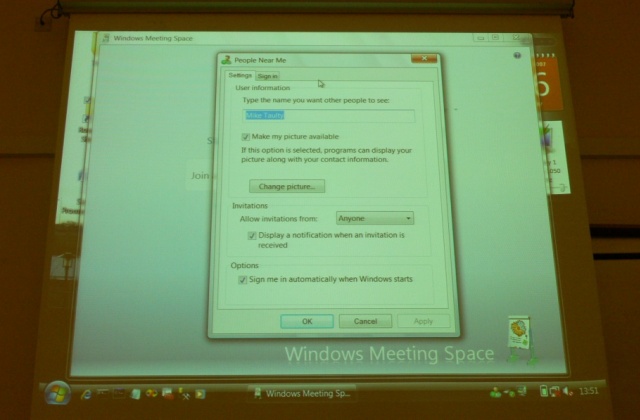 Windows Meeting Space
People Near Me
Settings
Sign in
User information
Type the name you want other people to see:
Mike Taulty
Make my picture available
If this option is selected, programs can display your
picture along with your contact information.
Change picture...
Invitations
Allow invitations from:
Anyone
Display a notification when an invitation is
received
Options
Sign me in automatically when Windows starts
OK
Cancel
Apply
Join
6
Windows Meeting Space
Windows Meeting Sp...
13:51